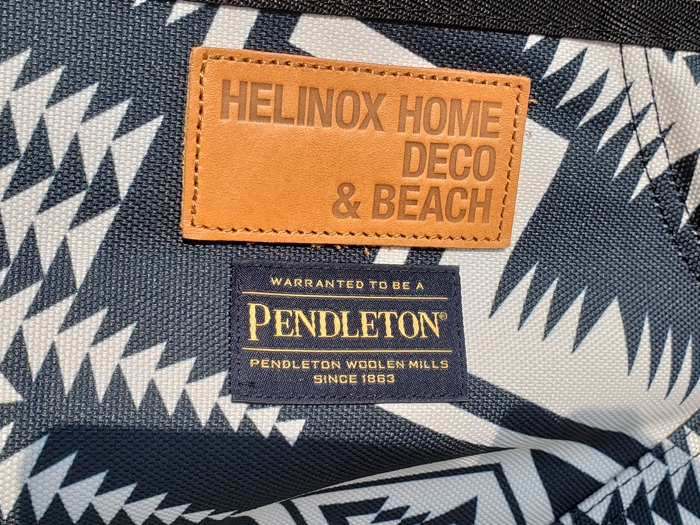 HELINOX HOME
DECO
& BEACH
WARRANTED TO BE A
PENDLETON®
PENDLETON WOOLEN MILLS
SINCE 1863